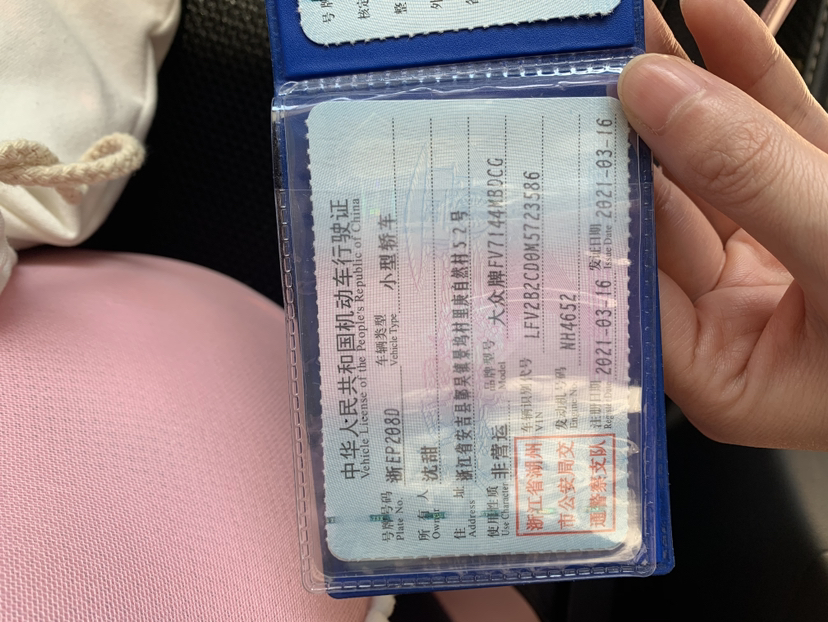 中华人民共和国机动车行驶证
Vehicle License of the People's Republic of China
号牌号码 浙EP208D 车辆类型 小型轿车
Plate No. Vehicle Type
所有人 沈甜
Owner
住址 浙江省安吉县鄣吴镇景坞村里庚自然村52号
Address
使用性质 非营运 品牌型号 大众牌FV7144MBDCG
Use Character Model
车辆识别代号 LFV2B2CD0M5723586
VIN
发动机号码 NH4652
Engine No.
注册日期 2021-03-16 发证日期 2021-03-16
Issue Date
浙江省湖州
市公安局交
通警察支队